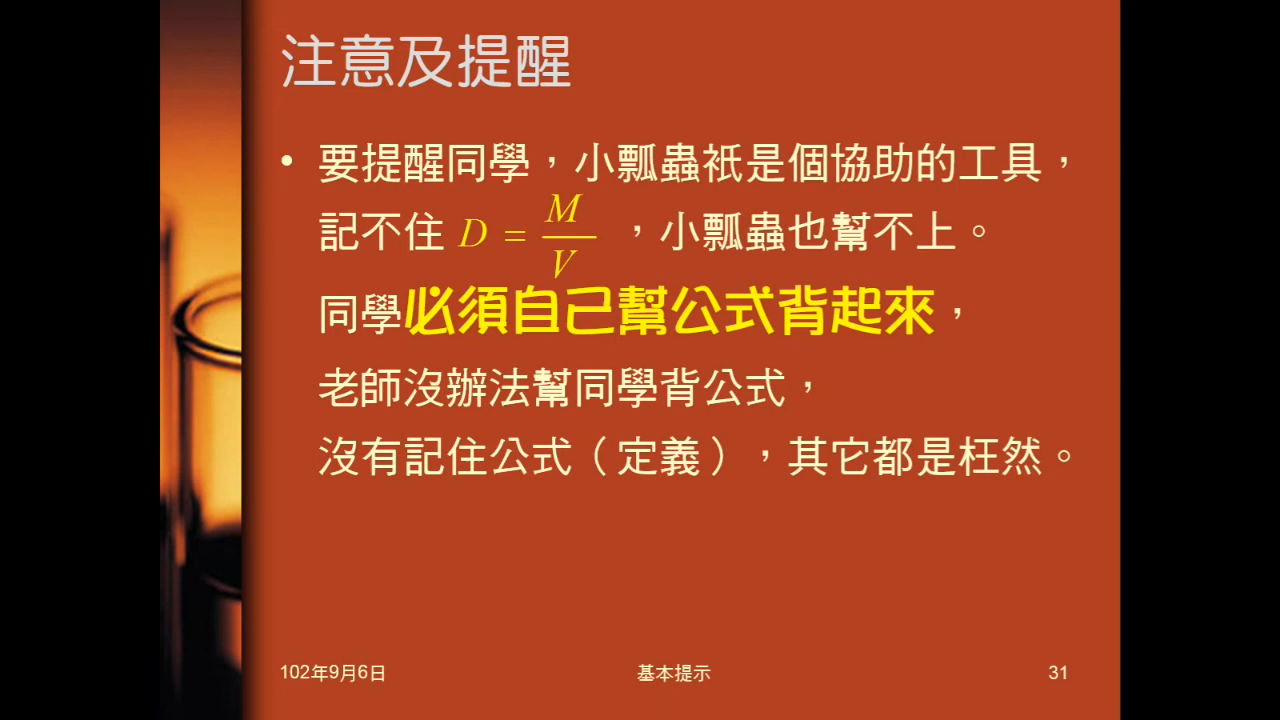 注意及提醒
• 要提醒同學，小瓢蟲祇是個協助的工具，
記不住 D = M/V ，小瓢蟲也幫不上。
同學必須自己幫公式背起來，
老師沒辦法幫同學背公式，
沒有記住公式（定義），其它都是枉然。
102年9月6日
基本提示
31